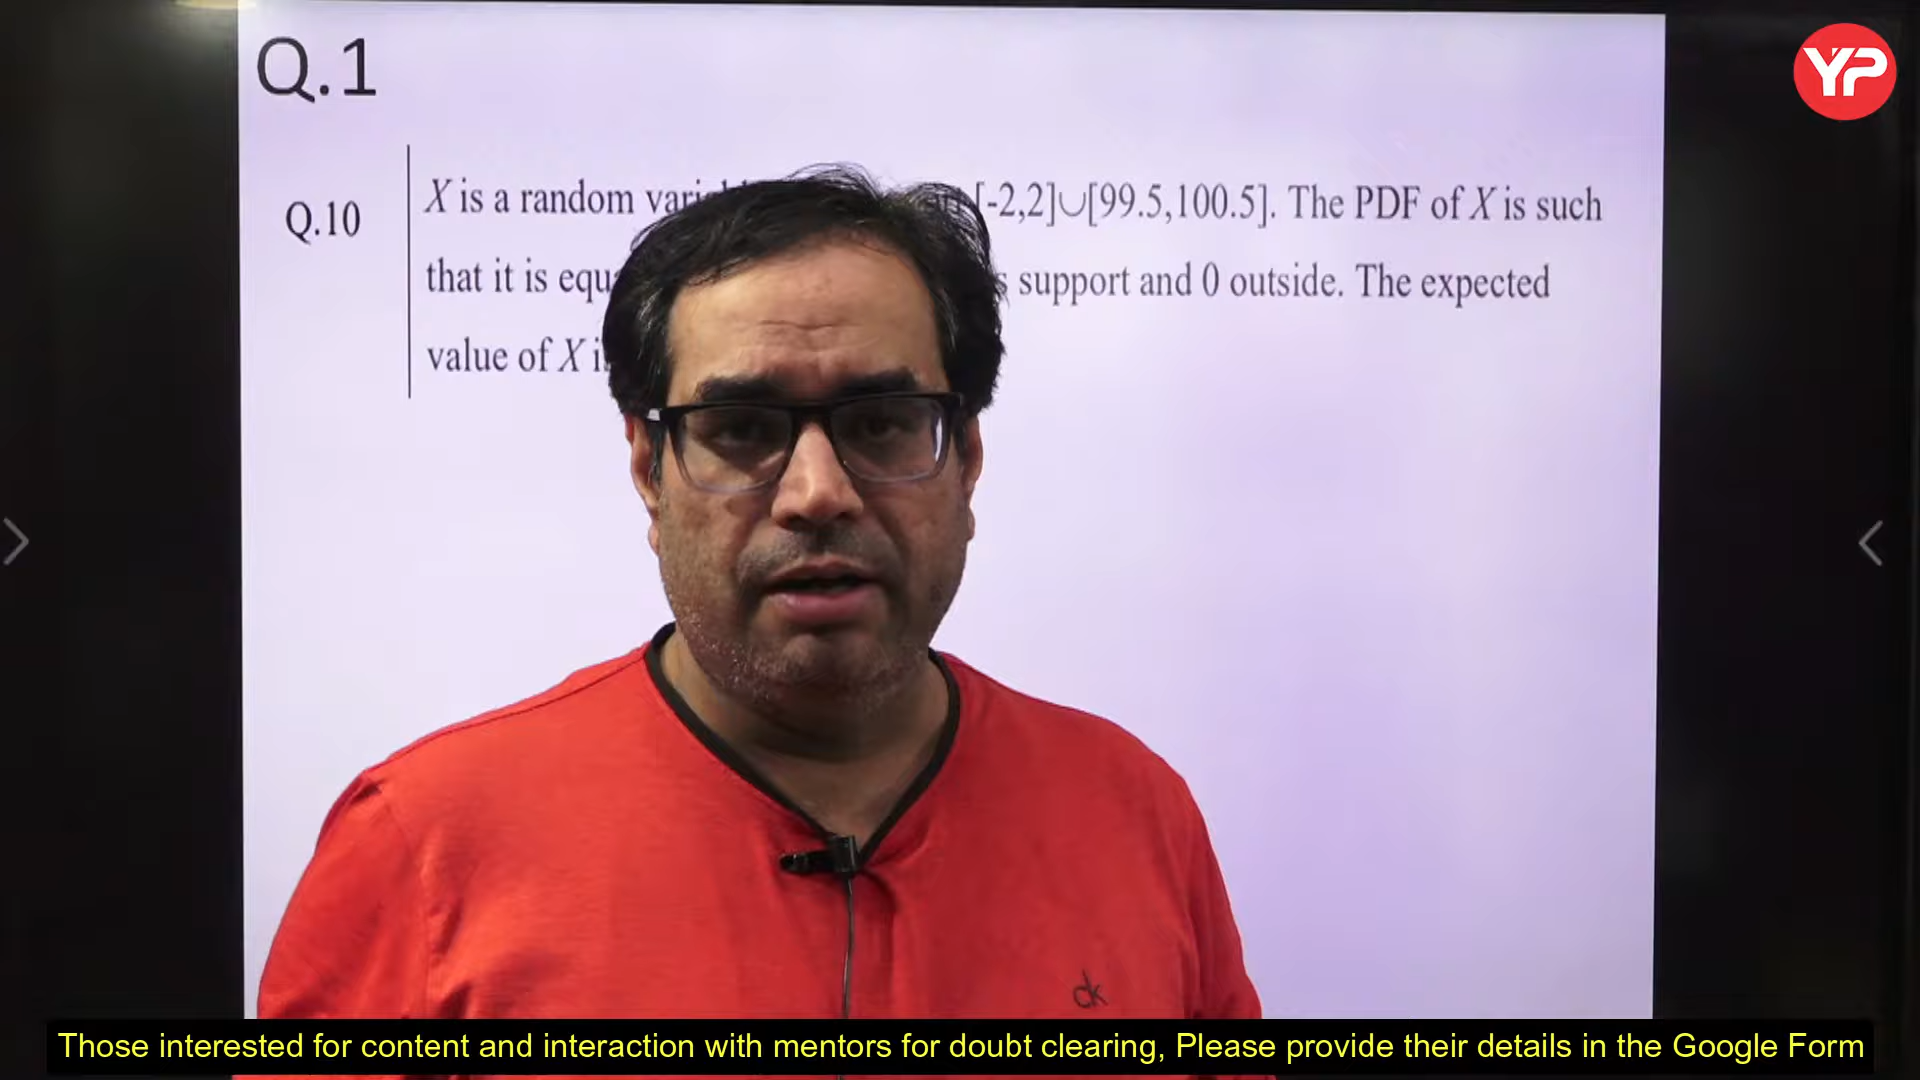 Q.1
YP
Q.10
X is a random [-2,2]∪[99.5,100.5]. The PDF of X is such
that it is support and 0 outside. The expected
value of X
ck
Those interested for content and interaction with mentors for doubt clearing, Please provide their details in the Google Form